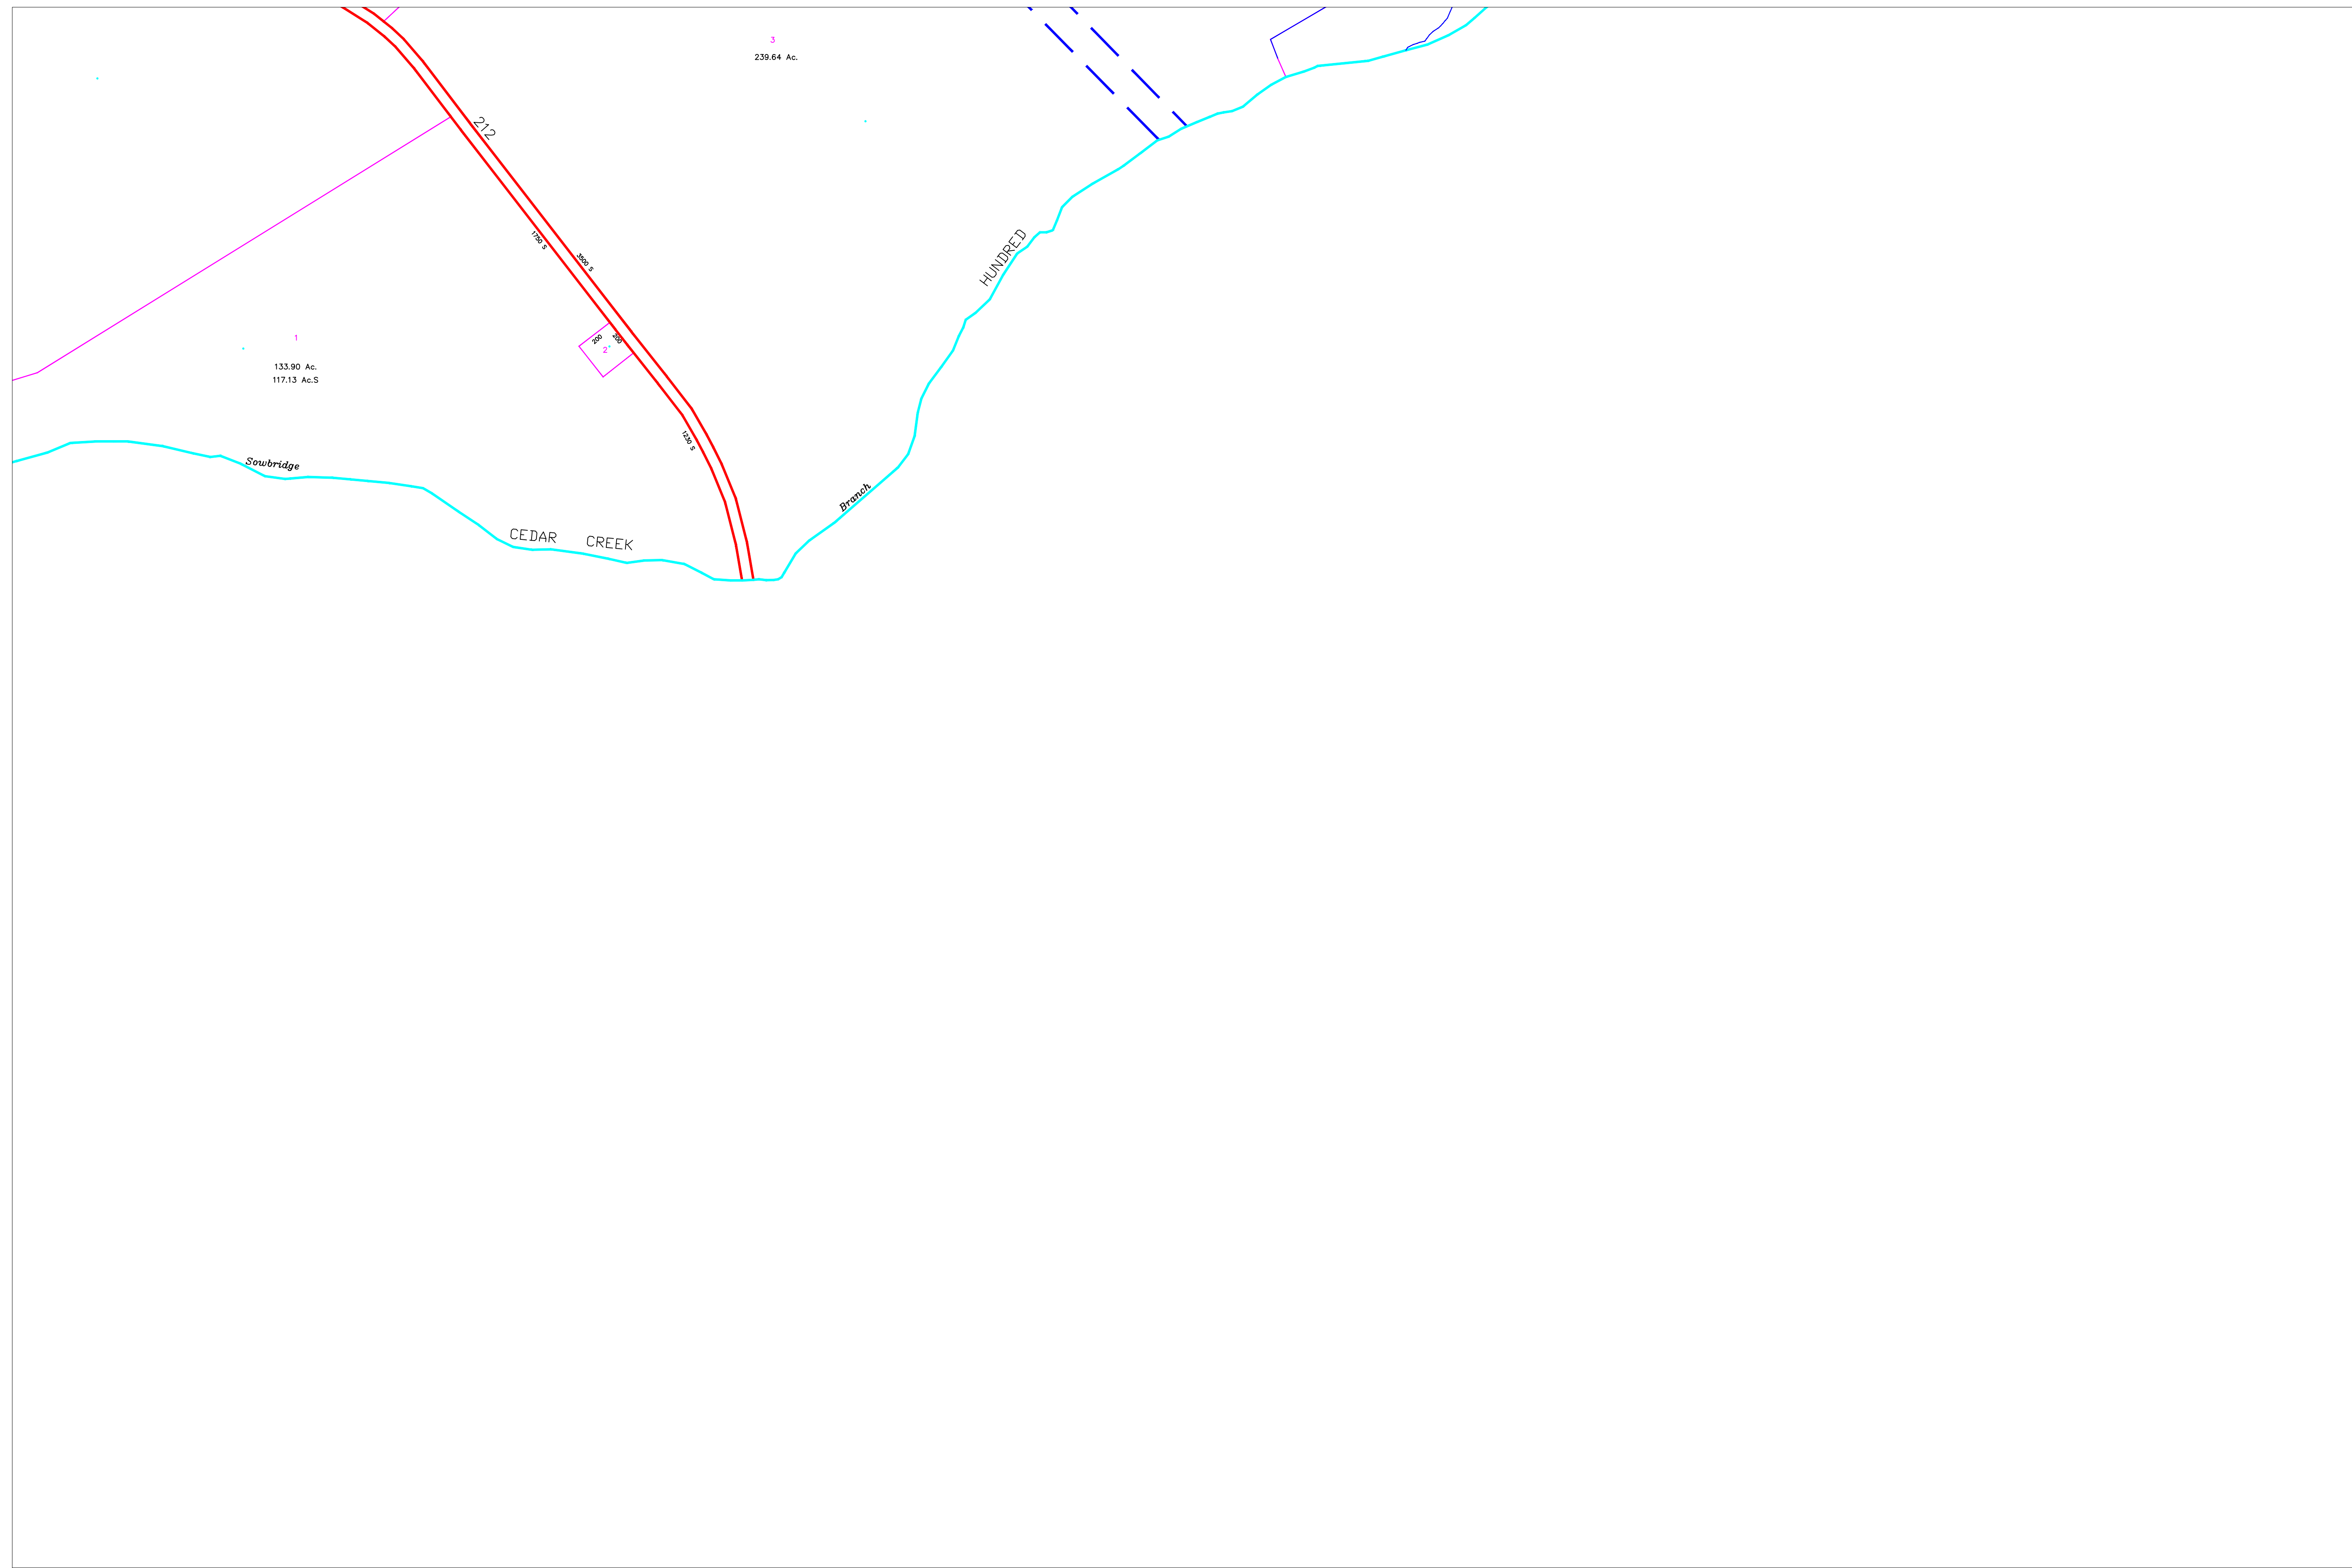 3
239.64 Ac.
212
1750 S
3500 S
HUNDRED
1
133.90 Ac.
117.13 Ac.S
200
200
2
1230 S
Sowbridge
Branch
CEDAR CREEK